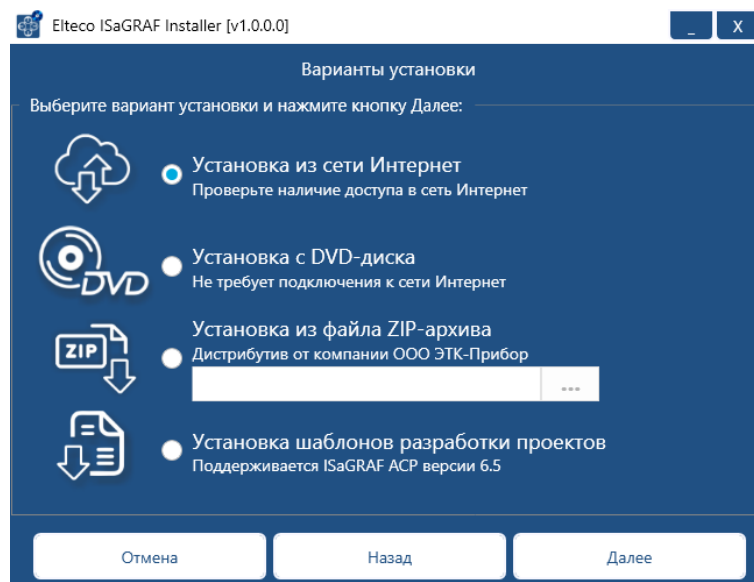 Elteco ISaGRAF Installer [v1.0.0.0]
_ X
Варианты установки
Выберите вариант установки и нажмите кнопку Далее:
Установка из сети Интернет
Проверьте наличие доступа в сеть Интернет
DVD
Установка с DVD-диска
Не требует подключения к сети Интернет
ZIP
Установка из файла ZIP-архива
Дистрибутив от компании ООО ЭТК-Прибор
...
Установка шаблонов разработки проектов
Поддерживается ISaGRAF ACP версии 6.5
Отмена Назад Далее